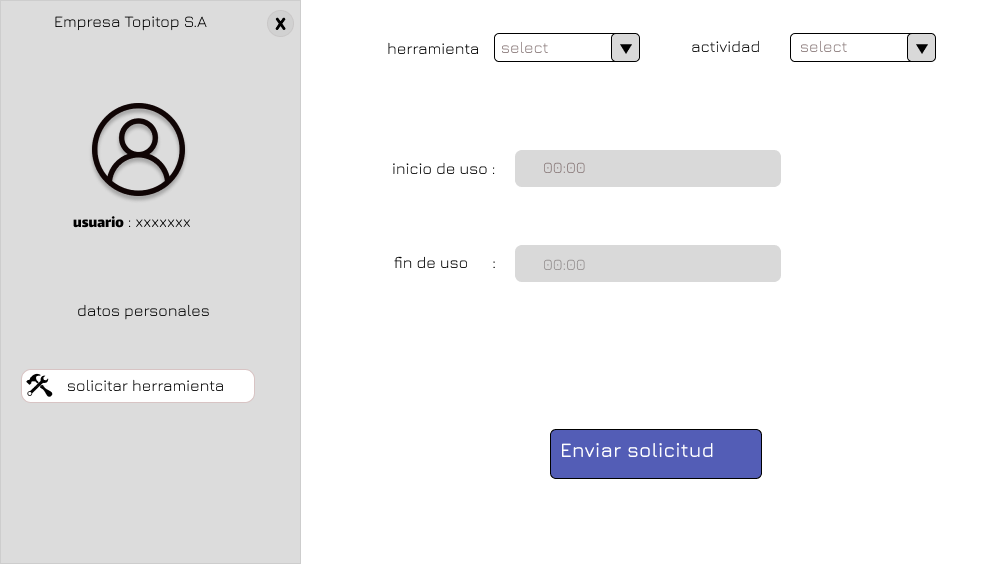 Empresa Topitop S.A
X
usuario : xxxxxxx
datos personales
solicitar herramienta
herramienta select ▼ actividad select ▼
inicio de uso : 00:00
fin de uso : 00:00
Enviar solicitud